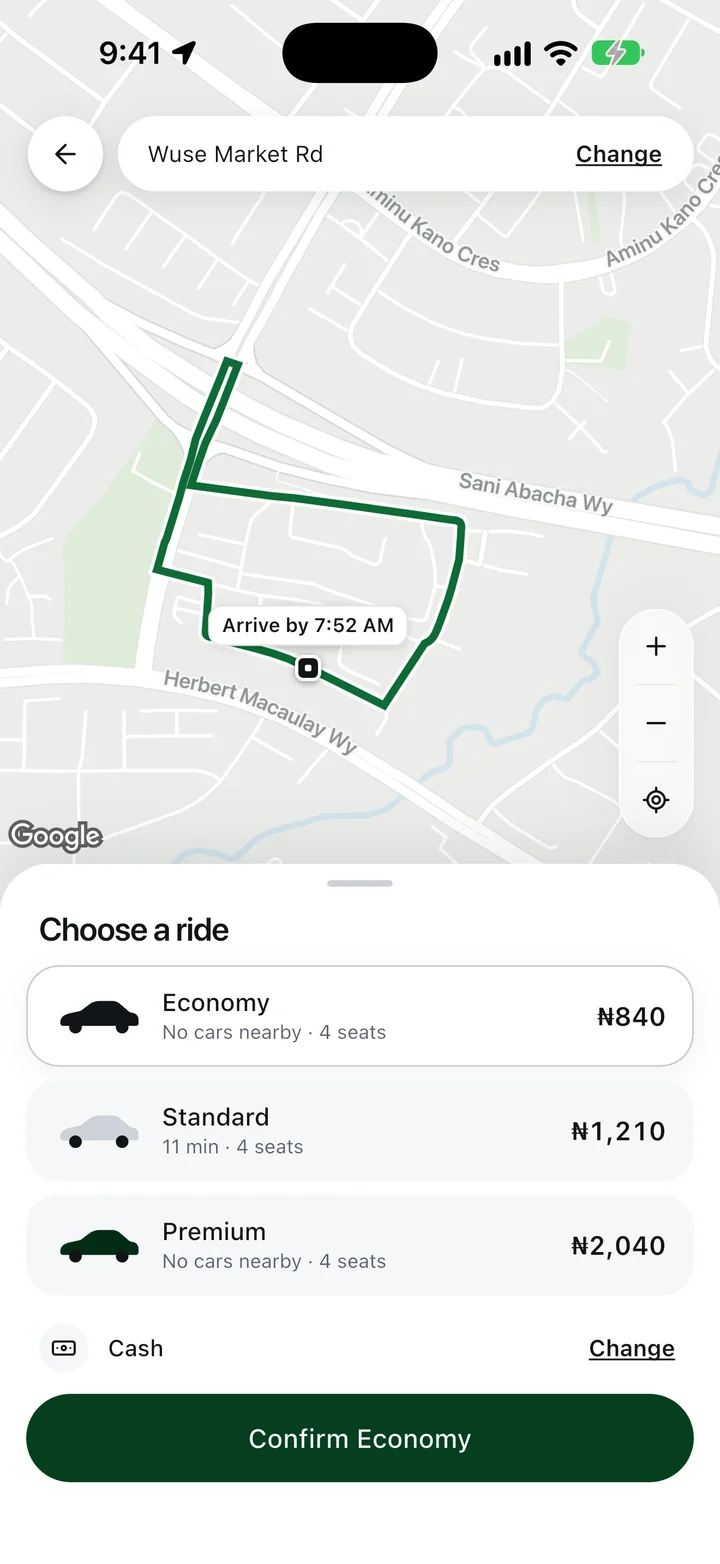 9:41
Wuse Market Rd
Change
Aminu Kano Cres
Aminu Kano Cres
Sani Abacha Wy
Arrive by 7:52 AM
Herbert Macaulay Wy
Google
Choose a ride
Economy
₦840
No cars nearby · 4 seats
Standard
₦1,210
11 min · 4 seats
Premium
₦2,040
No cars nearby · 4 seats
Cash
Change
Confirm Economy